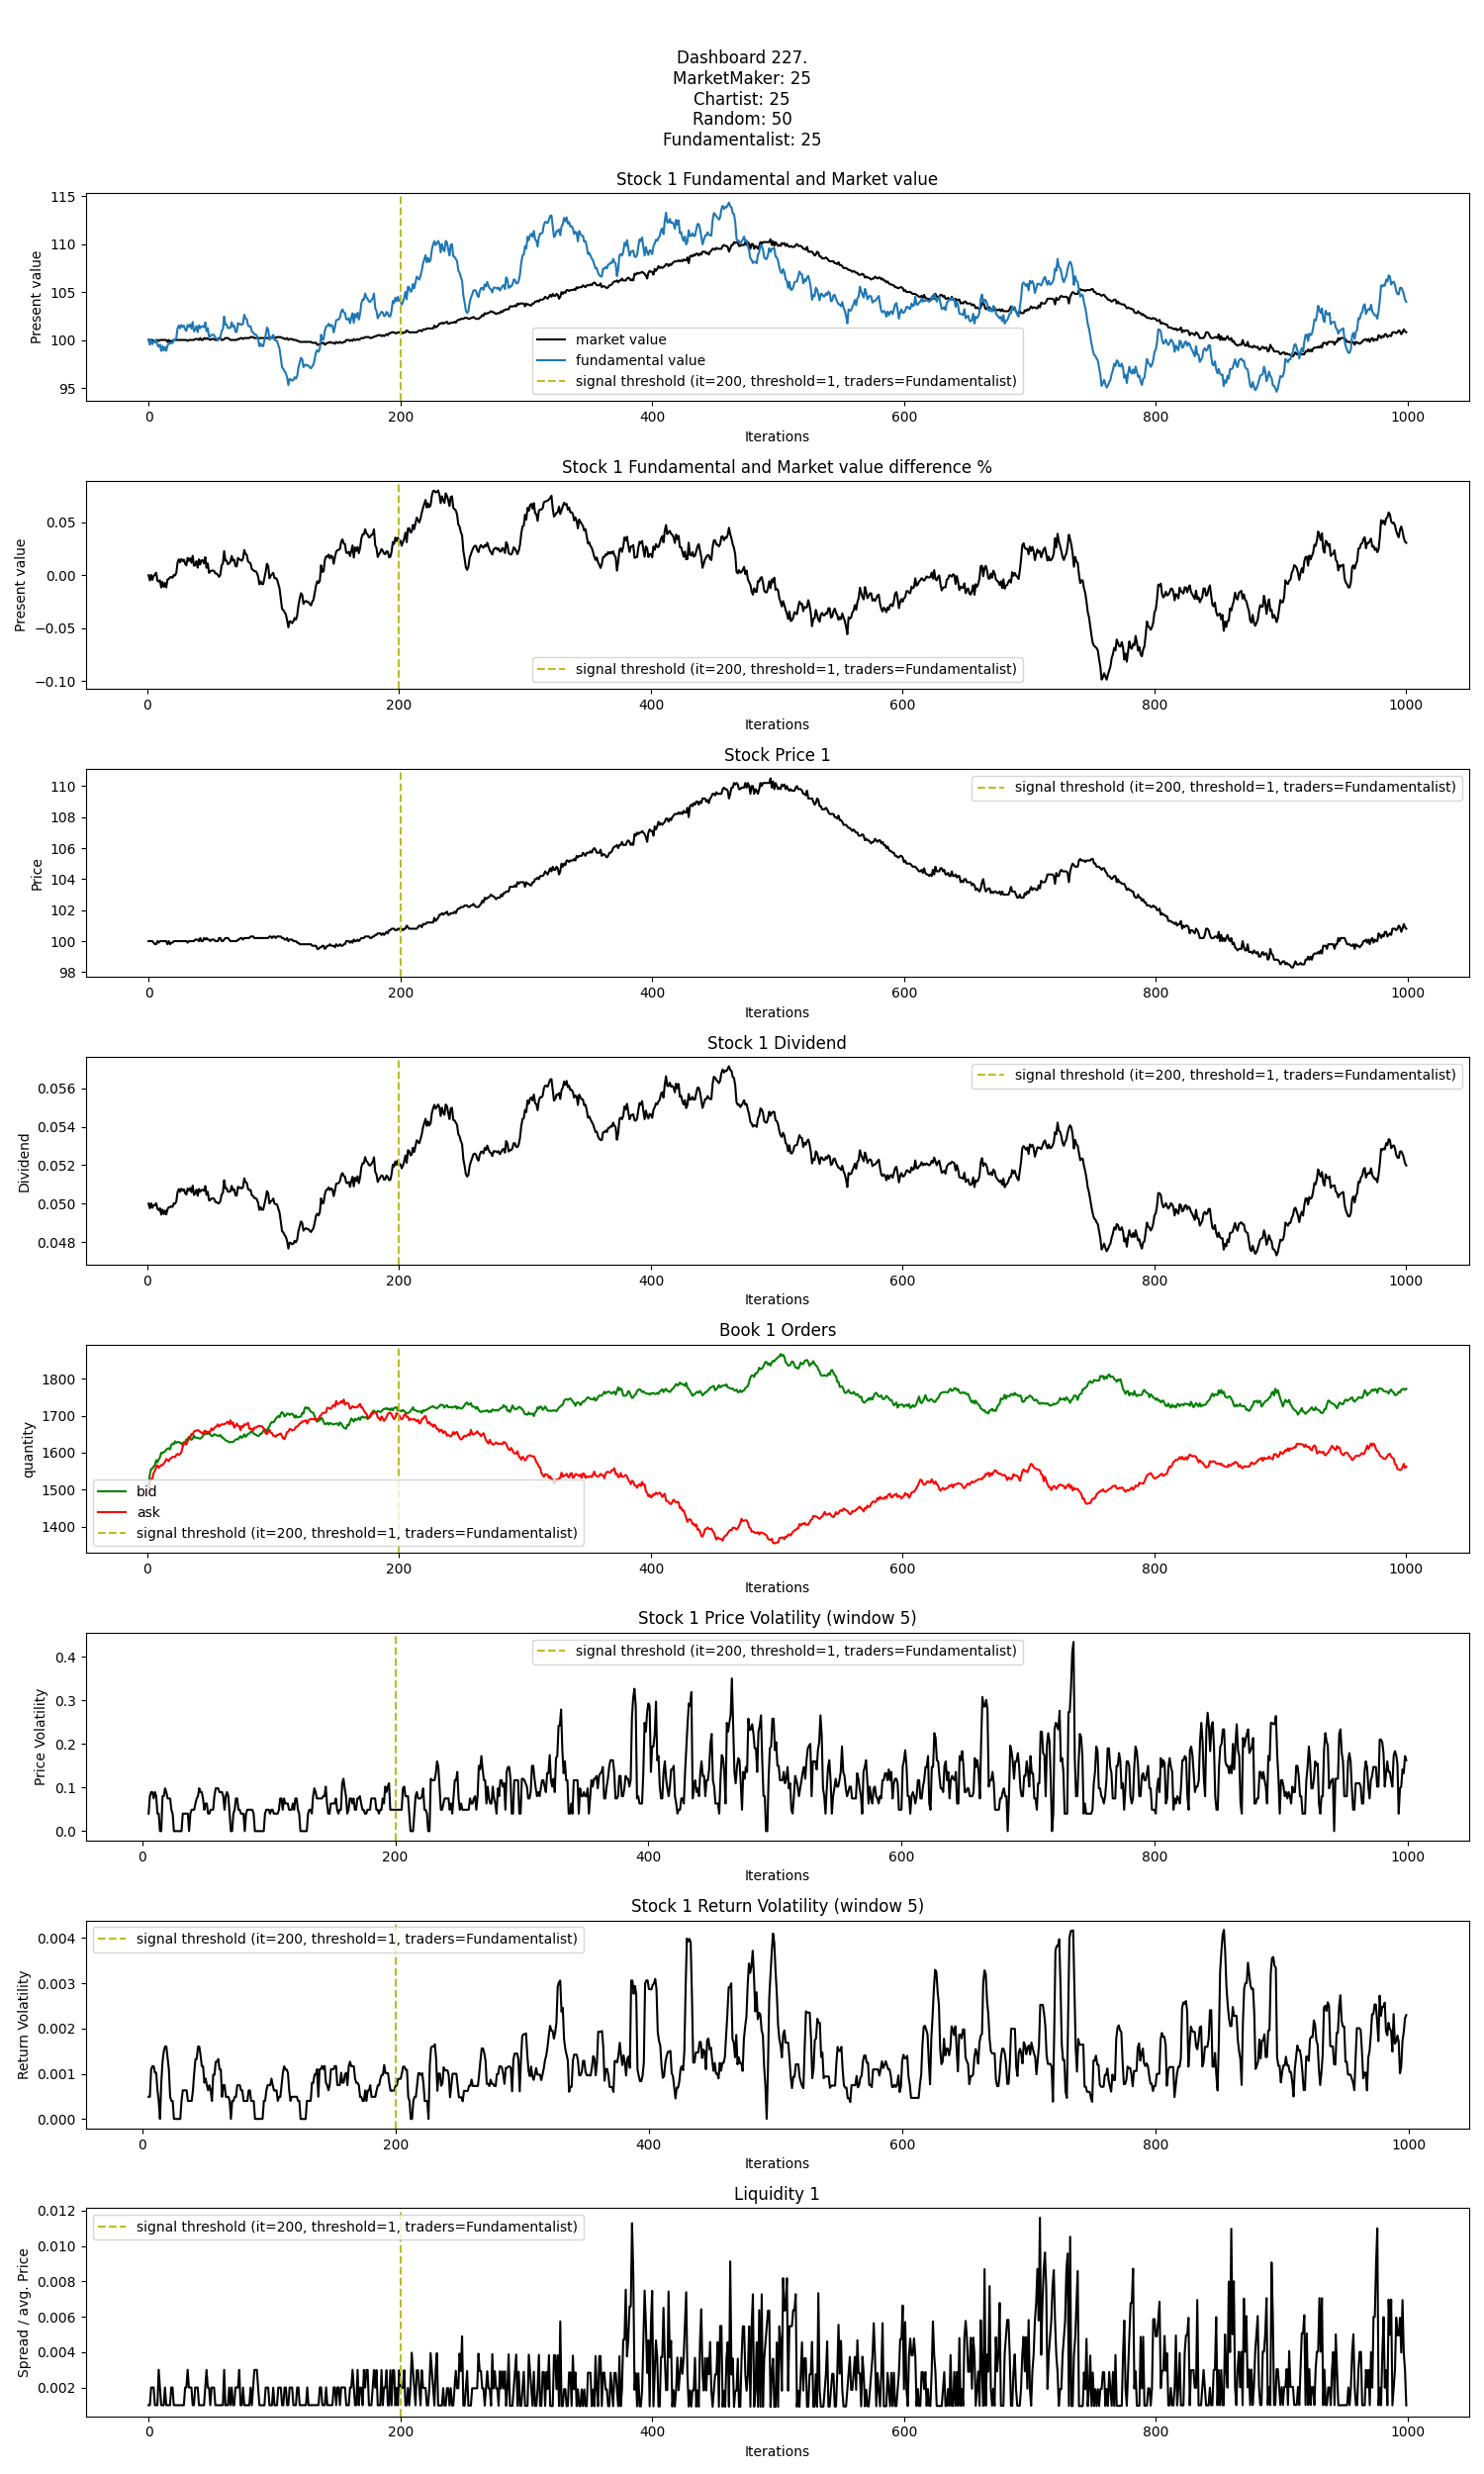 Dashboard 227.
MarketMaker: 25
Chartist: 25
Random: 50
Fundamentalist: 25
Stock 1 Fundamental and Market value
Present value
115
110
105
100
95
market value
fundamental value
signal threshold (it=200, threshold=1, traders=Fundamentalist)
0 200 400 600 800 1000
Iterations
Stock 1 Fundamental and Market value difference %
Present value
0.05
0.00
−0.05
−0.10
signal threshold (it=200, threshold=1, traders=Fundamentalist)
0 200 400 600 800 1000
Iterations
Stock Price 1
Price
110
108
106
104
102
100
98
signal threshold (it=200, threshold=1, traders=Fundamentalist)
0 200 400 600 800 1000
Iterations
Stock 1 Dividend
Dividend
0.056
0.054
0.052
0.050
0.048
signal threshold (it=200, threshold=1, traders=Fundamentalist)
0 200 400 600 800 1000
Iterations
Book 1 Orders
quantity
1800
1700
1600
1500
1400
bid
ask
signal threshold (it=200, threshold=1, traders=Fundamentalist)
0 200 400 600 800 1000
Iterations
Stock 1 Price Volatility (window 5)
Price Volatility
0.4
0.3
0.2
0.1
0.0
signal threshold (it=200, threshold=1, traders=Fundamentalist)
0 200 400 600 800 1000
Iterations
Stock 1 Return Volatility (window 5)
Return Volatility
0.004
0.003
0.002
0.001
0.000
signal threshold (it=200, threshold=1, traders=Fundamentalist)
0 200 400 600 800 1000
Iterations
Liquidity 1
Spread / avg. Price
0.012
0.010
0.008
0.006
0.004
0.002
signal threshold (it=200, threshold=1, traders=Fundamentalist)
0 200 400 600 800 1000
Iterations